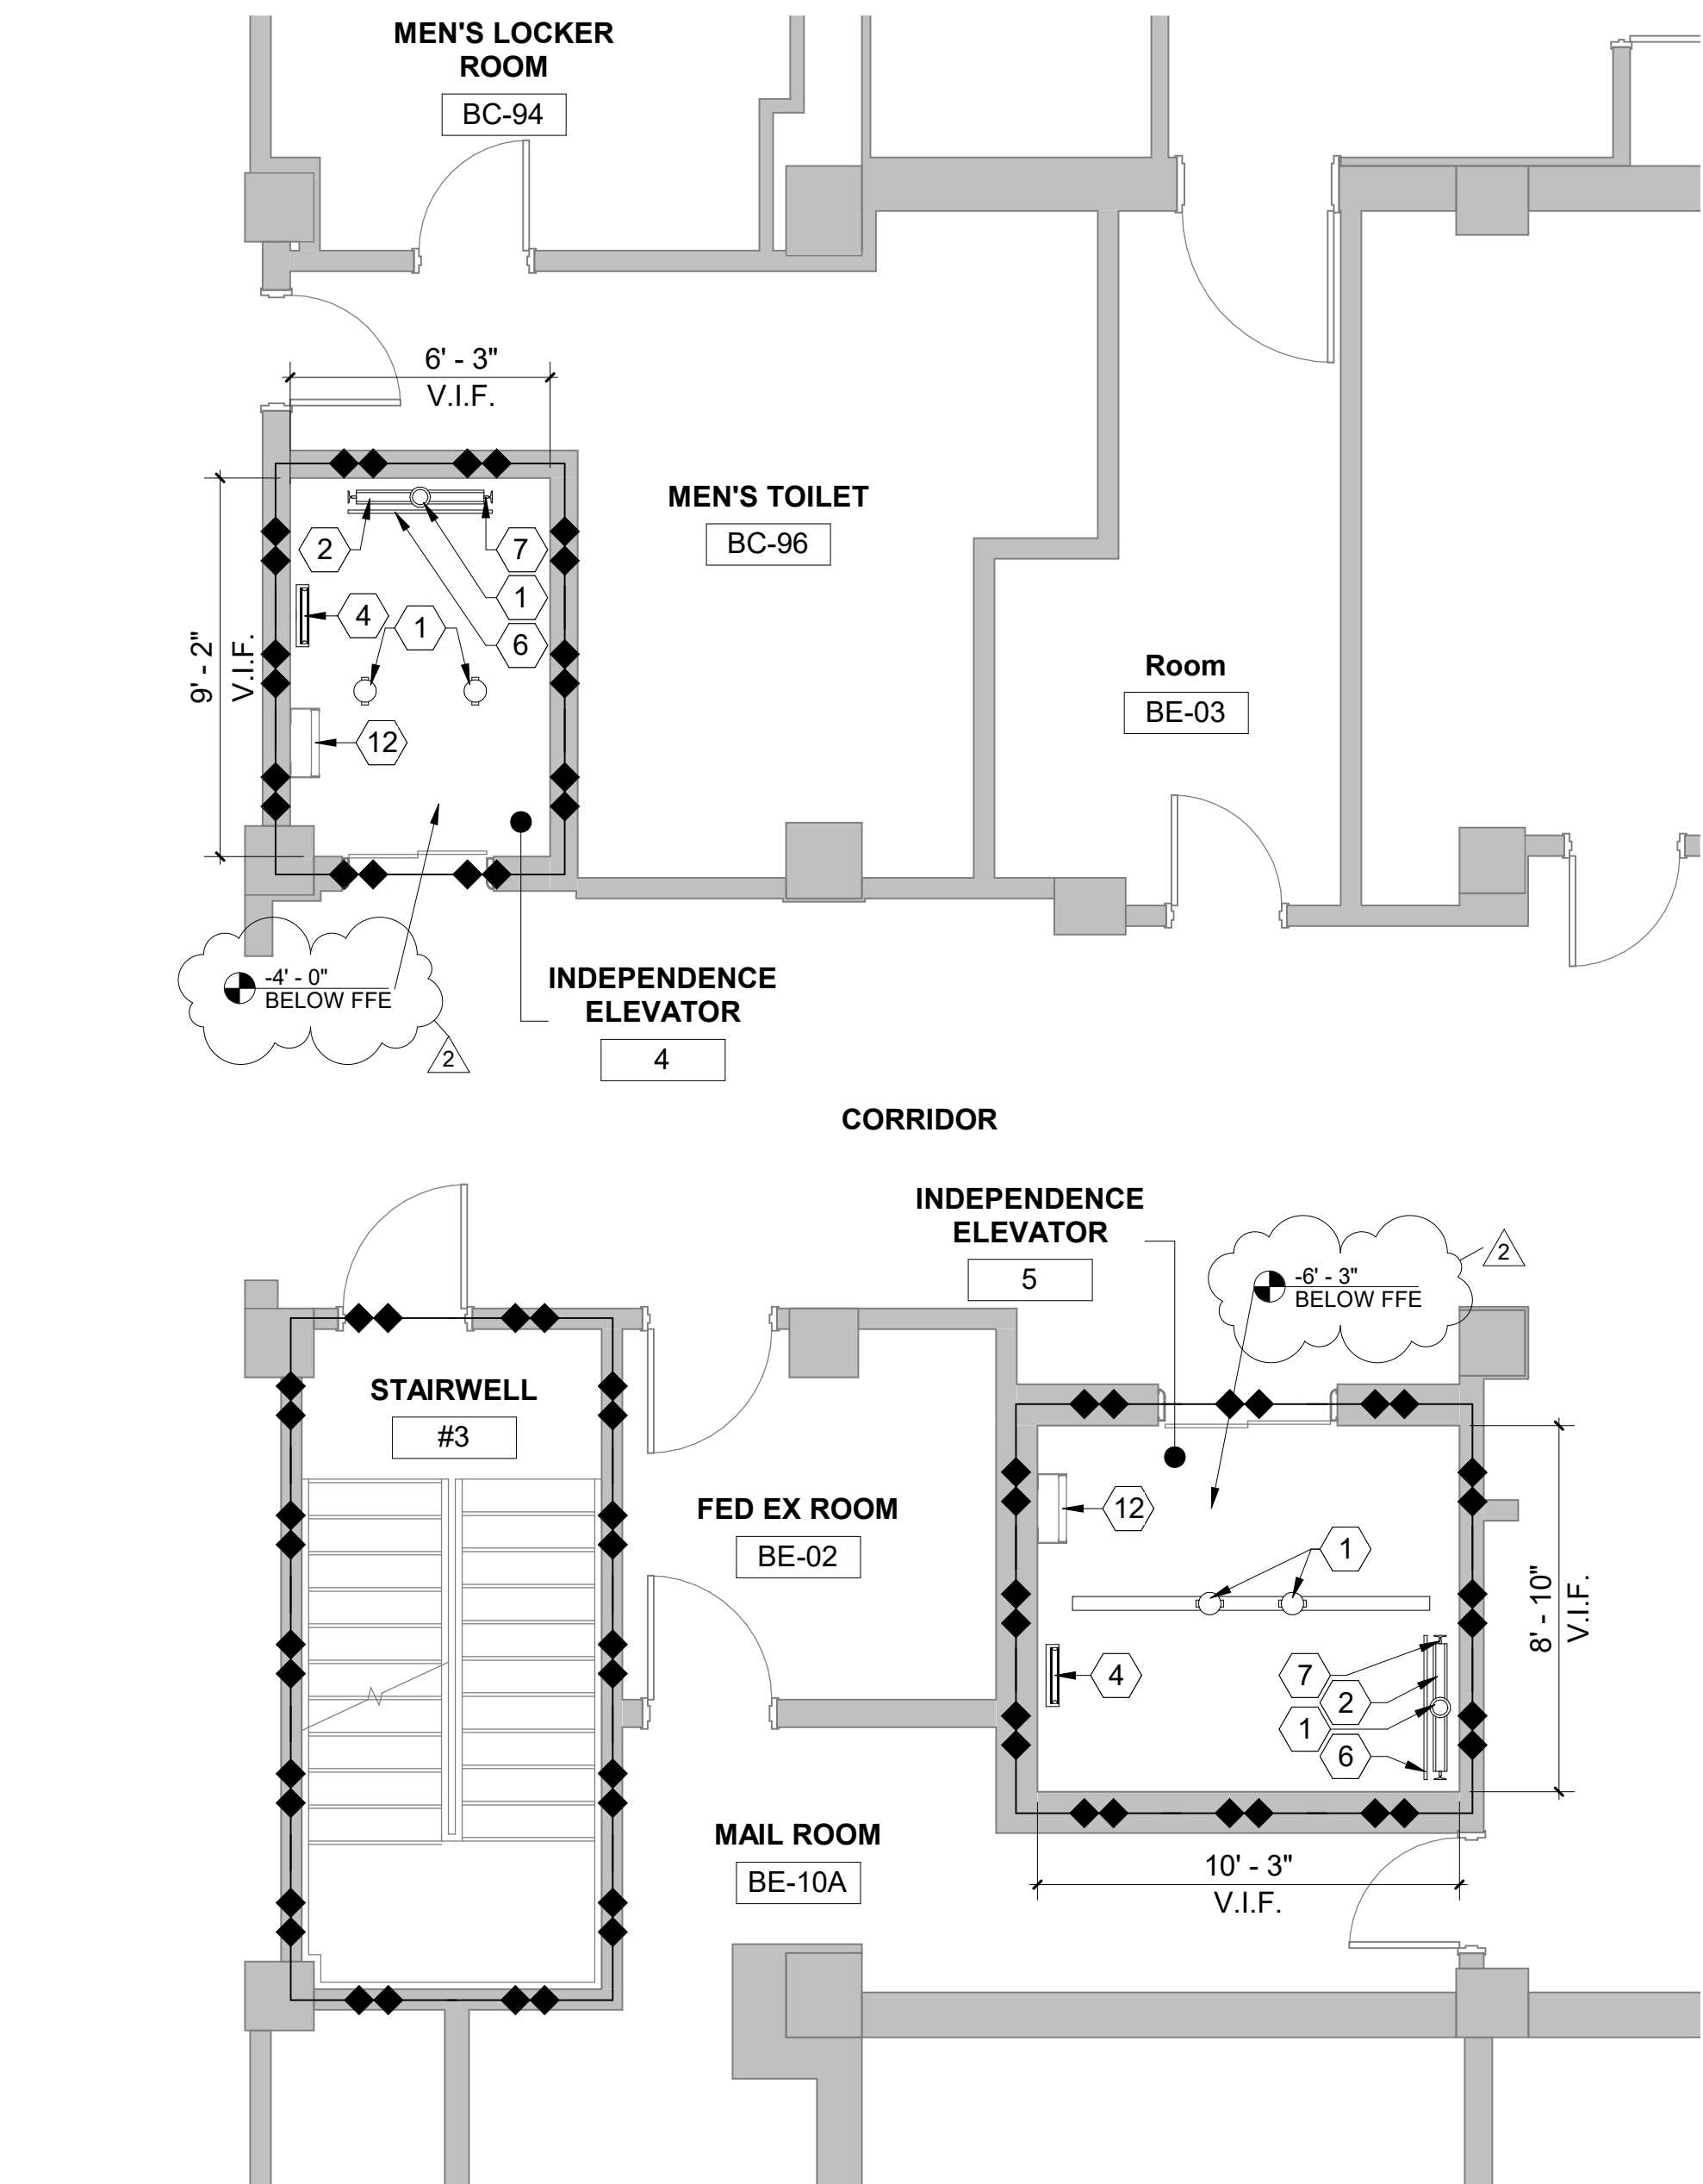 MEN'S LOCKER
ROOM
BC-94
6' - 3"
V.I.F.
MEN'S TOILET
BC-96
2
7
1
4
1
6
9' - 2"
V.I.F.
12
Room
BE-03
-4' - 0"
BELOW FFE
2
INDEPENDENCE
ELEVATOR
4
CORRIDOR
INDEPENDENCE
ELEVATOR
5
-6' - 3"
BELOW FFE
2
STAIRWELL
#3
FED EX ROOM
BE-02
12
1
8' - 10"
V.I.F.
4
7
2
1
6
MAIL ROOM
BE-10A
10' - 3"
V.I.F.